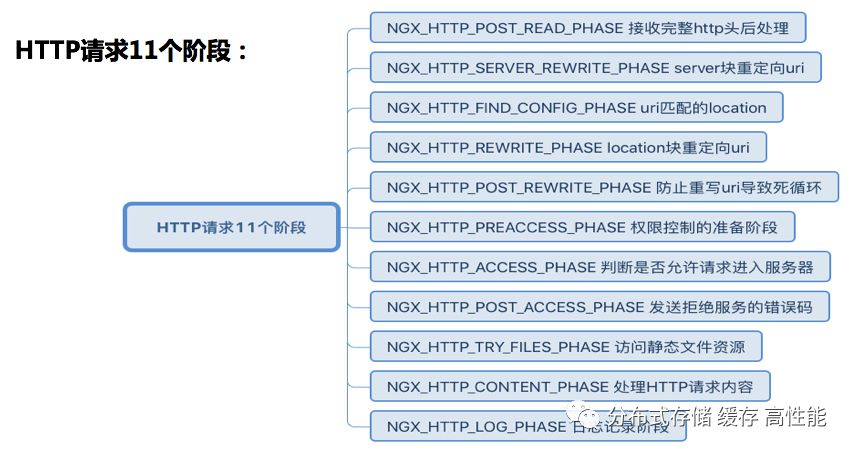 HTTP请求11个阶段：
HTTP请求11个阶段
NGX_HTTP_POST_READ_PHASE 接收完整http头后处理
NGX_HTTP_SERVER_REWRITE_PHASE server块重定向uri
NGX_HTTP_FIND_CONFIG_PHASE uri匹配的location
NGX_HTTP_REWRITE_PHASE location块重定向uri
NGX_HTTP_POST_REWRITE_PHASE 防止重写uri导致死循环
NGX_HTTP_PREACCESS_PHASE 权限控制的准备阶段
NGX_HTTP_ACCESS_PHASE 判断是否允许请求进入服务器
NGX_HTTP_POST_ACCESS_PHASE 发送拒绝服务的错误码
NGX_HTTP_TRY_FILES_PHASE 访问静态文件资源
NGX_HTTP_CONTENT_PHASE 处理HTTP请求内容
NGX_HTTP_LOG_PHASE 日志记录阶段
分布式存储 缓存 高性能